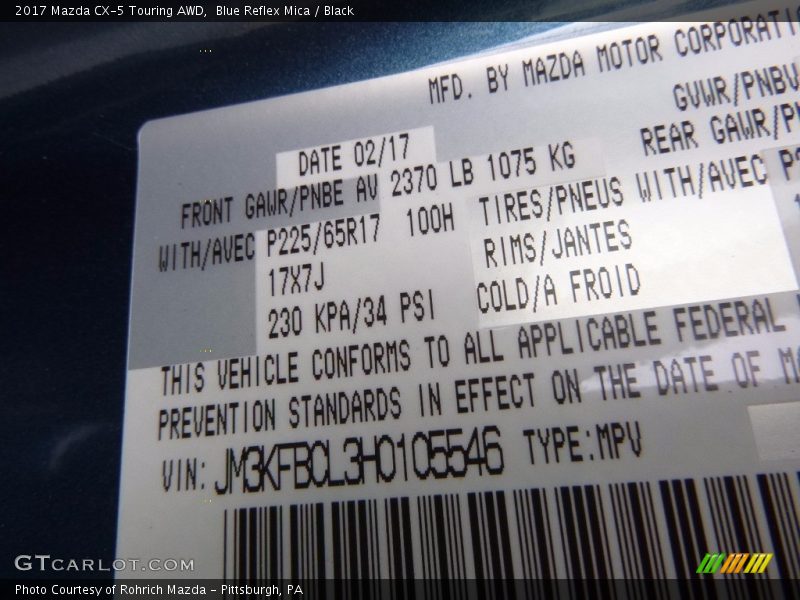 2017 Mazda CX-5 Touring AWD, Blue Reflex Mica / Black
MFD. BY MAZDA MOTOR
DATE 02/17
GVWR/PNBV
FRONT GAWR/PNBE AV 2370 LB 1075 KG
REAR
WITH/AVEC P225/65R17 100H TIRES/PNEUS WITH/AVEC
17X7J RIMS/JANTES
230 KPA/34 PSI COLD/A FROID
THIS VEHICLE CONFORMS TO ALL APPLICABLE FEDERAL
PREVENTION STANDARDS IN EFFECT ON THE DATE OF
VIN: JM3KFBCL3H0105546 TYPE:MPV
GTCARLOT.COM
Photo Courtesy of Rohrich Mazda - Pittsburgh, PA